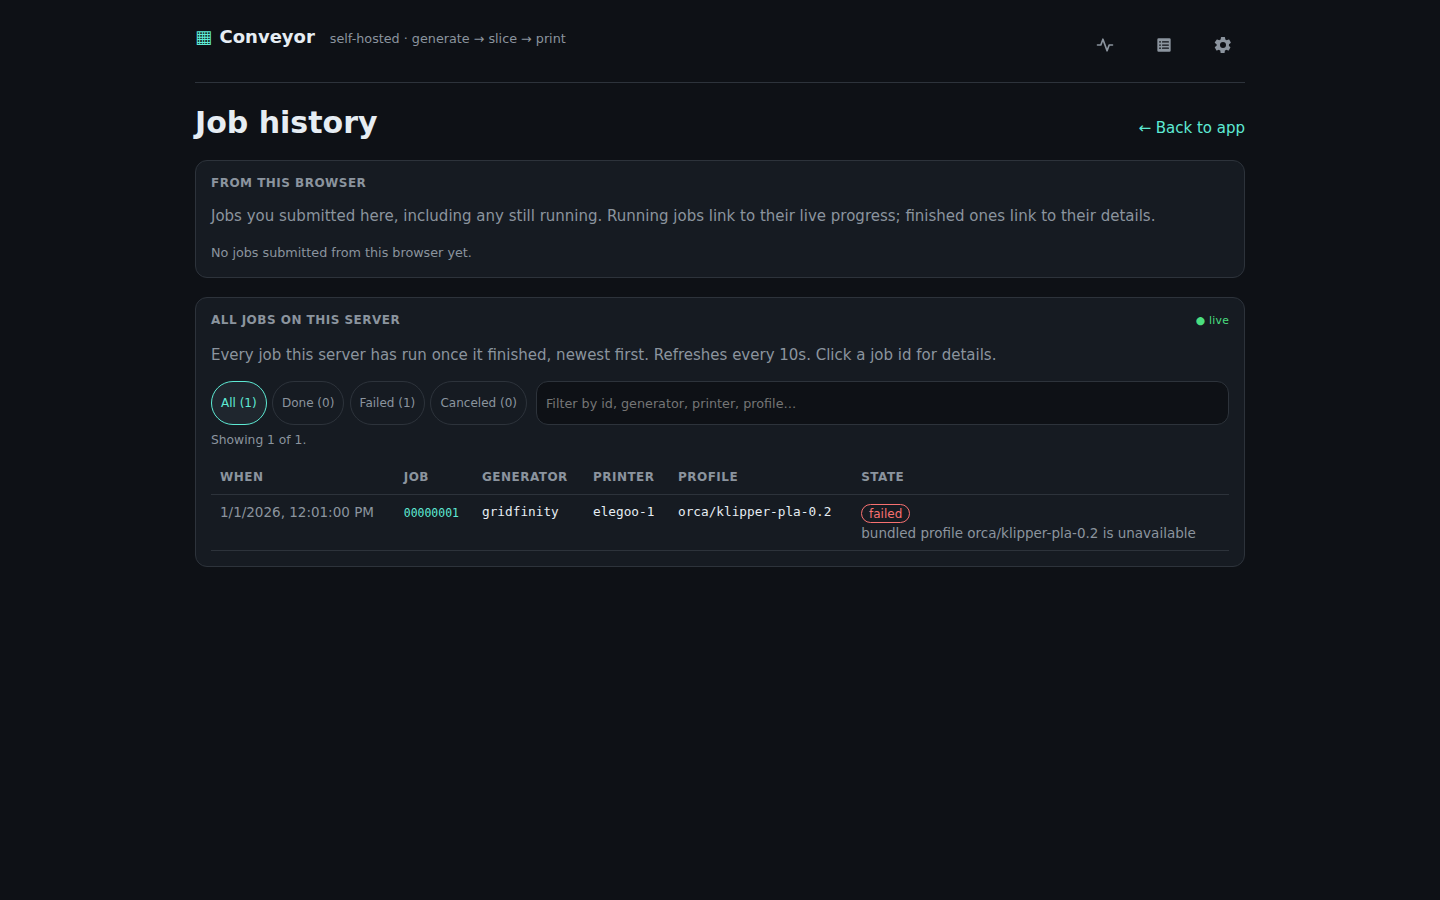 Conveyor self-hosted · generate → slice → print
Job history
← Back to app
FROM THIS BROWSER
Jobs you submitted here, including any still running. Running jobs link to their live progress; finished ones link to their details.
No jobs submitted from this browser yet.
ALL JOBS ON THIS SERVER
● live
Every job this server has run once it finished, newest first. Refreshes every 10s. Click a job id for details.
All (1) Done (0) Failed (1) Canceled (0) Filter by id, generator, printer, profile...
Showing 1 of 1.
WHEN JOB GENERATOR PRINTER PROFILE STATE
1/1/2026, 12:01:00 PM 00000001 gridfinity elegoo-1 orca/klipper-pla-0.2 failed
bundled profile orca/klipper-pla-0.2 is unavailable